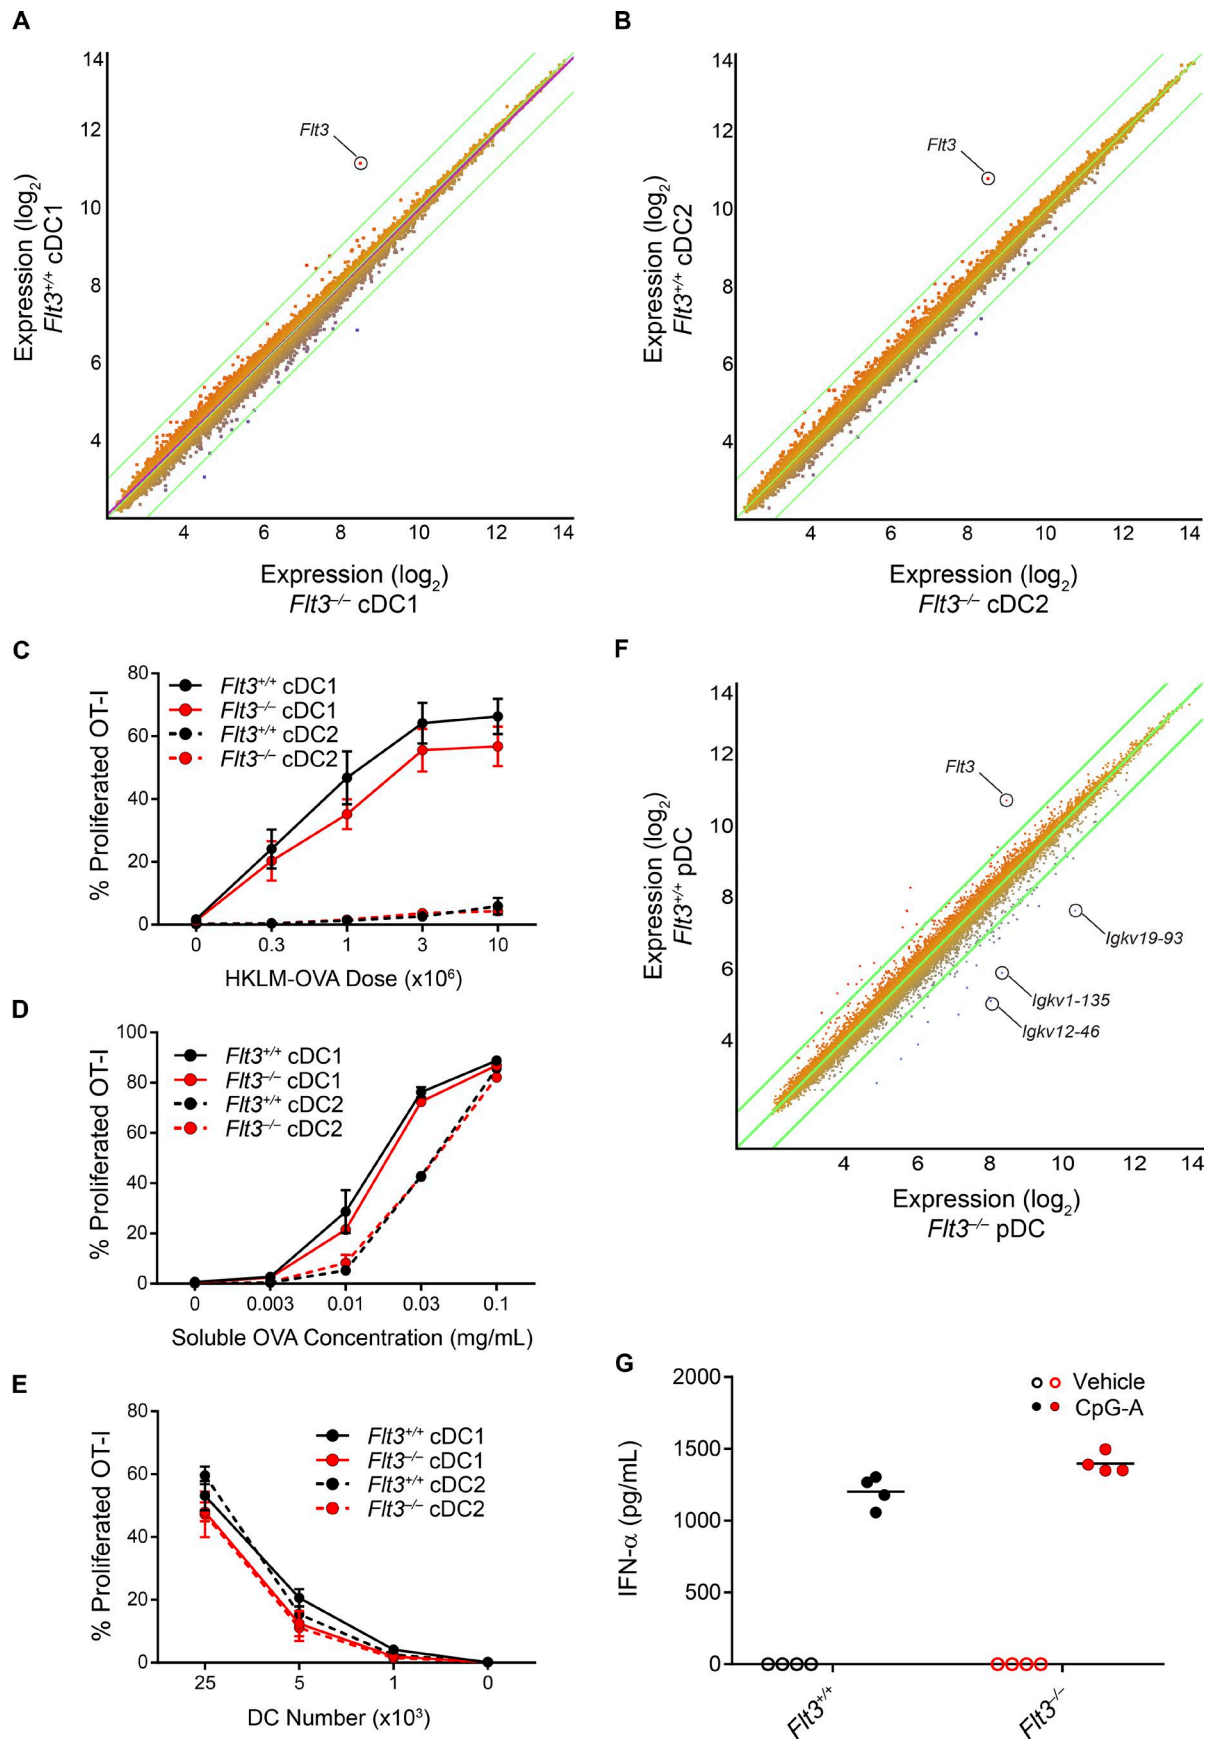 A
14
12
10
8
6
4
Expression (log2)
Flt3+/+ cDC1
Flt3
4 6 8 10 12 14
Expression (log2)
Flt3–/– cDC1
B
14
12
10
8
6
4
Expression (log2)
Flt3+/+ cDC2
Flt3
4 6 8 10 12 14
Expression (log2)
Flt3–/– cDC2
C
80
60
40
20
0
% Proliferated OT-I
Flt3+/+ cDC1
Flt3–/– cDC1
Flt3+/+ cDC2
Flt3–/– cDC2
0 0.3 1 3 10
HKLM-OVA Dose (x10⁶)
D
100
80
60
40
20
0
% Proliferated OT-I
Flt3+/+ cDC1
Flt3–/– cDC1
Flt3+/+ cDC2
Flt3–/– cDC2
0 0.003 0.01 0.03 0.1
Soluble OVA Concentration (mg/mL)
E
80
60
40
20
0
% Proliferated OT-I
Flt3+/+ cDC1
Flt3–/– cDC1
Flt3+/+ cDC2
Flt3–/– cDC2
25 5 1 0
DC Number (x10³)
F
14
12
10
8
6
4
Expression (log2)
Flt3+/+ pDC
Flt3
Igkv19-93
Igkv1-135
Igkv12-46
4 6 8 10 12 14
Expression (log2)
Flt3–/– pDC
G
2000
1500
1000
500
0
IFN-α (pg/mL)
Vehicle
CpG-A
Flt3+/+
Flt3–/–